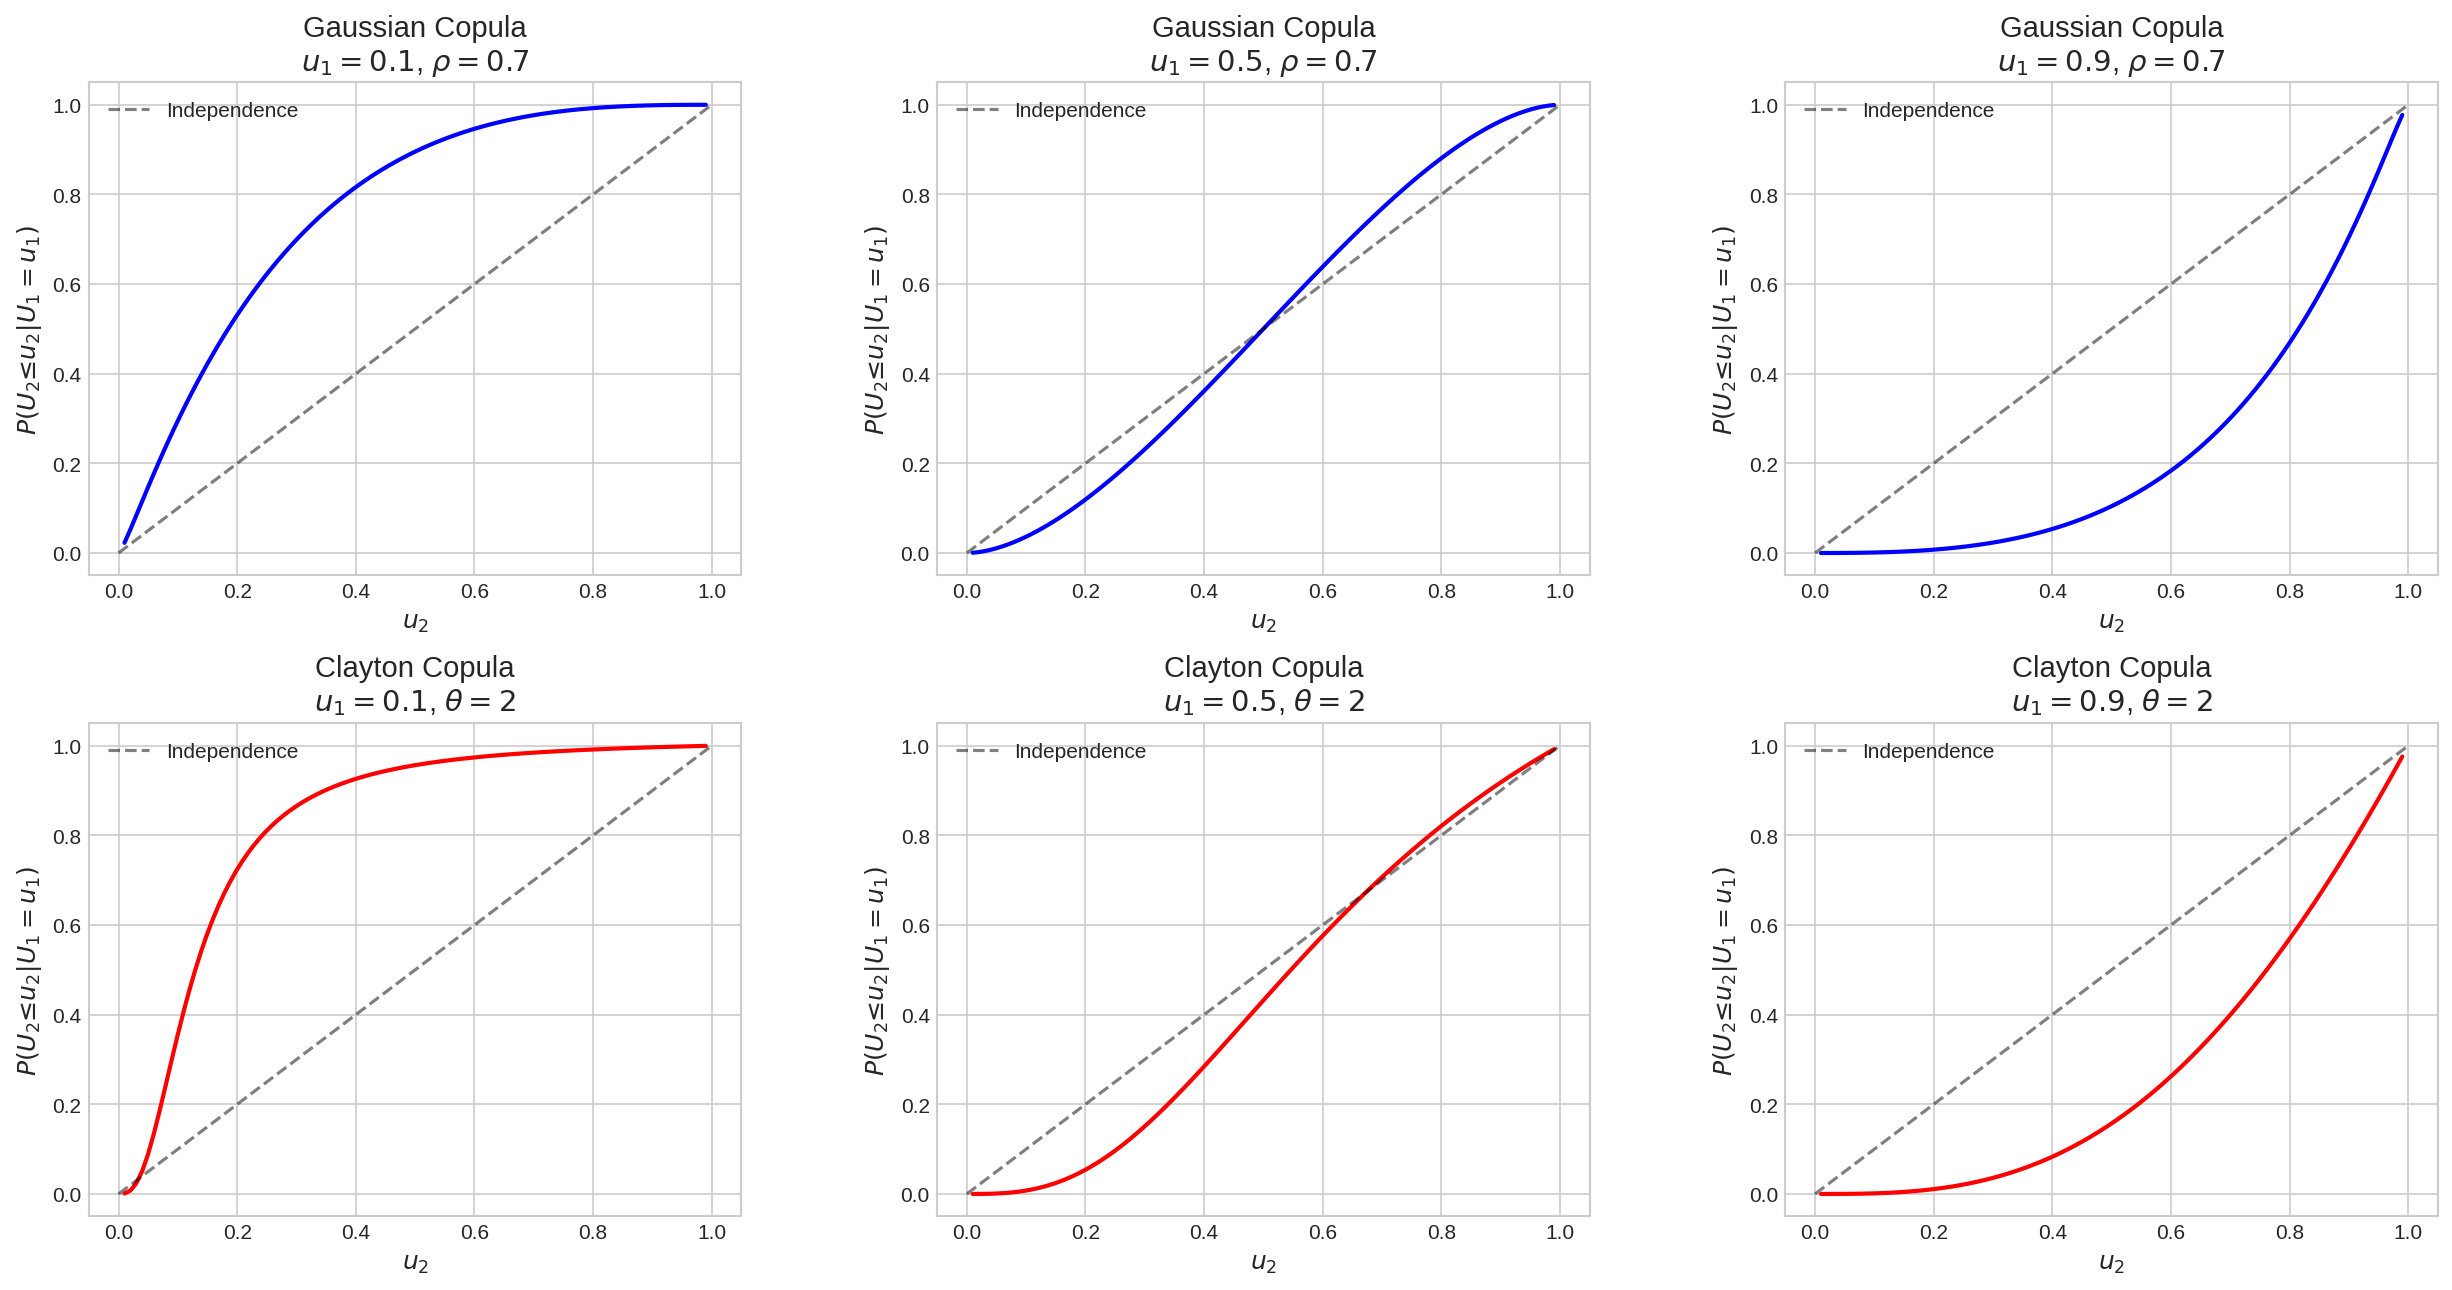 Gaussian Copula
u₁ = 0.1, ρ = 0.7
Independence
P(U₂≤u₂|U₁ = u₁)
1.0
0.8
0.6
0.4
0.2
0.0
0.0 0.2 0.4 0.6 0.8 1.0
u₂
Gaussian Copula
u₁ = 0.5, ρ = 0.7
Independence
P(U₂≤u₂|U₁ = u₁)
1.0
0.8
0.6
0.4
0.2
0.0
0.0 0.2 0.4 0.6 0.8 1.0
u₂
Gaussian Copula
u₁ = 0.9, ρ = 0.7
Independence
P(U₂≤u₂|U₁ = u₁)
1.0
0.8
0.6
0.4
0.2
0.0
0.0 0.2 0.4 0.6 0.8 1.0
u₂
Clayton Copula
u₁ = 0.1, θ = 2
Independence
P(U₂≤u₂|U₁ = u₁)
1.0
0.8
0.6
0.4
0.2
0.0
0.0 0.2 0.4 0.6 0.8 1.0
u₂
Clayton Copula
u₁ = 0.5, θ = 2
Independence
P(U₂≤u₂|U₁ = u₁)
1.0
0.8
0.6
0.4
0.2
0.0
0.0 0.2 0.4 0.6 0.8 1.0
u₂
Clayton Copula
u₁ = 0.9, θ = 2
Independence
P(U₂≤u₂|U₁ = u₁)
1.0
0.8
0.6
0.4
0.2
0.0
0.0 0.2 0.4 0.6 0.8 1.0
u₂